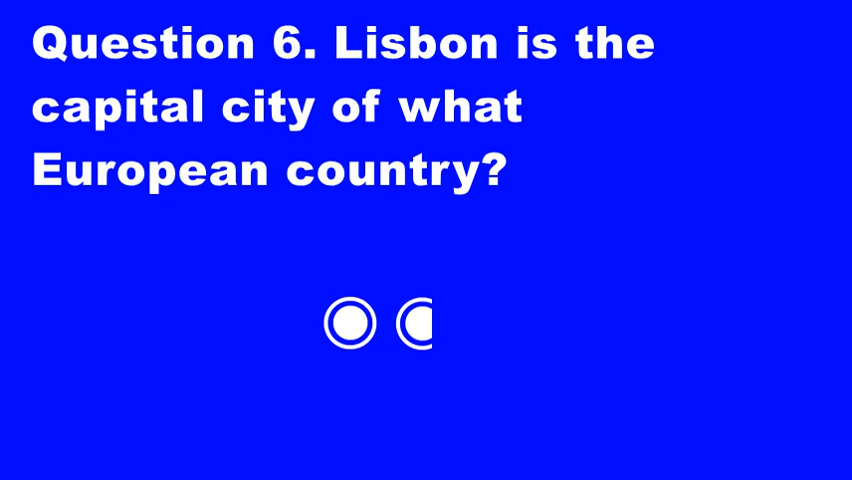 Question 6. Lisbon is the
capital city of what
European country?